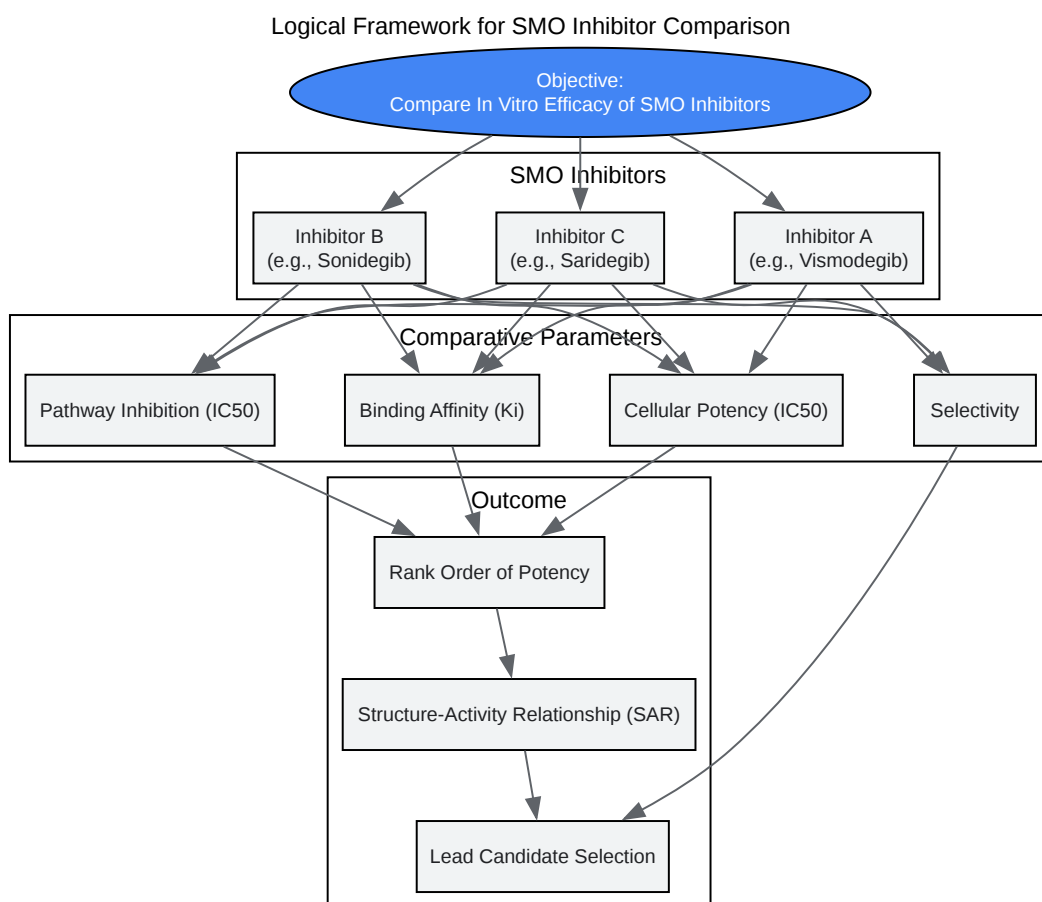 Logical Framework for SMO Inhibitor Comparison
Objective:
Compare In Vitro Efficacy of SMO Inhibitors
SMO Inhibitors
Inhibitor B
(e.g., Sonidegib)
Inhibitor C
(e.g., Saridegib)
Inhibitor A
(e.g., Vismodegib)
Comparative Parameters
Pathway Inhibition (IC50)
Binding Affinity (Ki)
Cellular Potency (IC50)
Selectivity
Outcome
Rank Order of Potency
Structure-Activity Relationship (SAR)
Lead Candidate Selection